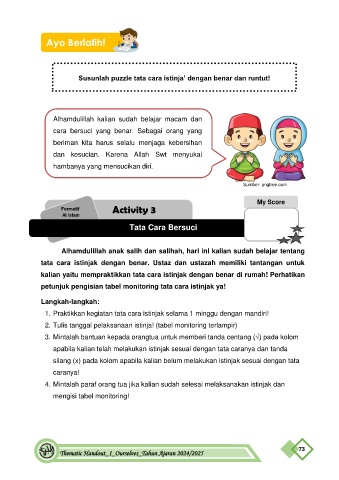 Ayo Berlatih!
Susunlah puzzle tata cara istinja' dengan benar dan runtut!
Alhamdulillah kalian sudah belajar macam dan
cara bersuci yang benar. Sebagai orang yang
beriman kita harus selalu menjaga kebersihan
dan kesucian. Karena Allah Swt menyukai
hambanya yang mensucikan diri.
Sumber: pngtree.com
Formatif
Al Islam
Activity 3
My Score
Tata Cara Bersuci
Alhamdulillah anak salih dan salihah, hari ini kalian sudah belajar tentang
tata cara istinjak dengan benar. Ustaz dan ustazah memiliki tantangan untuk
kalian yaitu mempraktikkan tata cara istinjak dengan benar di rumah! Perhatikan
petunjuk pengisian tabel monitoring tata cara istinjak ya!
Langkah-langkah:
1. Praktikkan kegiatan tata cara istinjak selama 1 minggu dengan mandiri!
2. Tulis tanggal pelaksanaan istinja! (tabel monitoring terlampir)
3. Mintalah bantuan kepada orangtua untuk memberi tanda centang (√) pada kolom
apabila kalian telah melakukan istinjak sesuai dengan tata caranya dan tanda
silang (x) pada kolom apabila kalian belum melakukan istinjak sesuai dengan tata
caranya!
4. Mintalah paraf orang tua jika kalian sudah selesai melaksanakan istinjak dan
mengisi tabel monitoring!
Thematic Handout_1_Ourselves_Tahun Ajaran 2024/2025
73